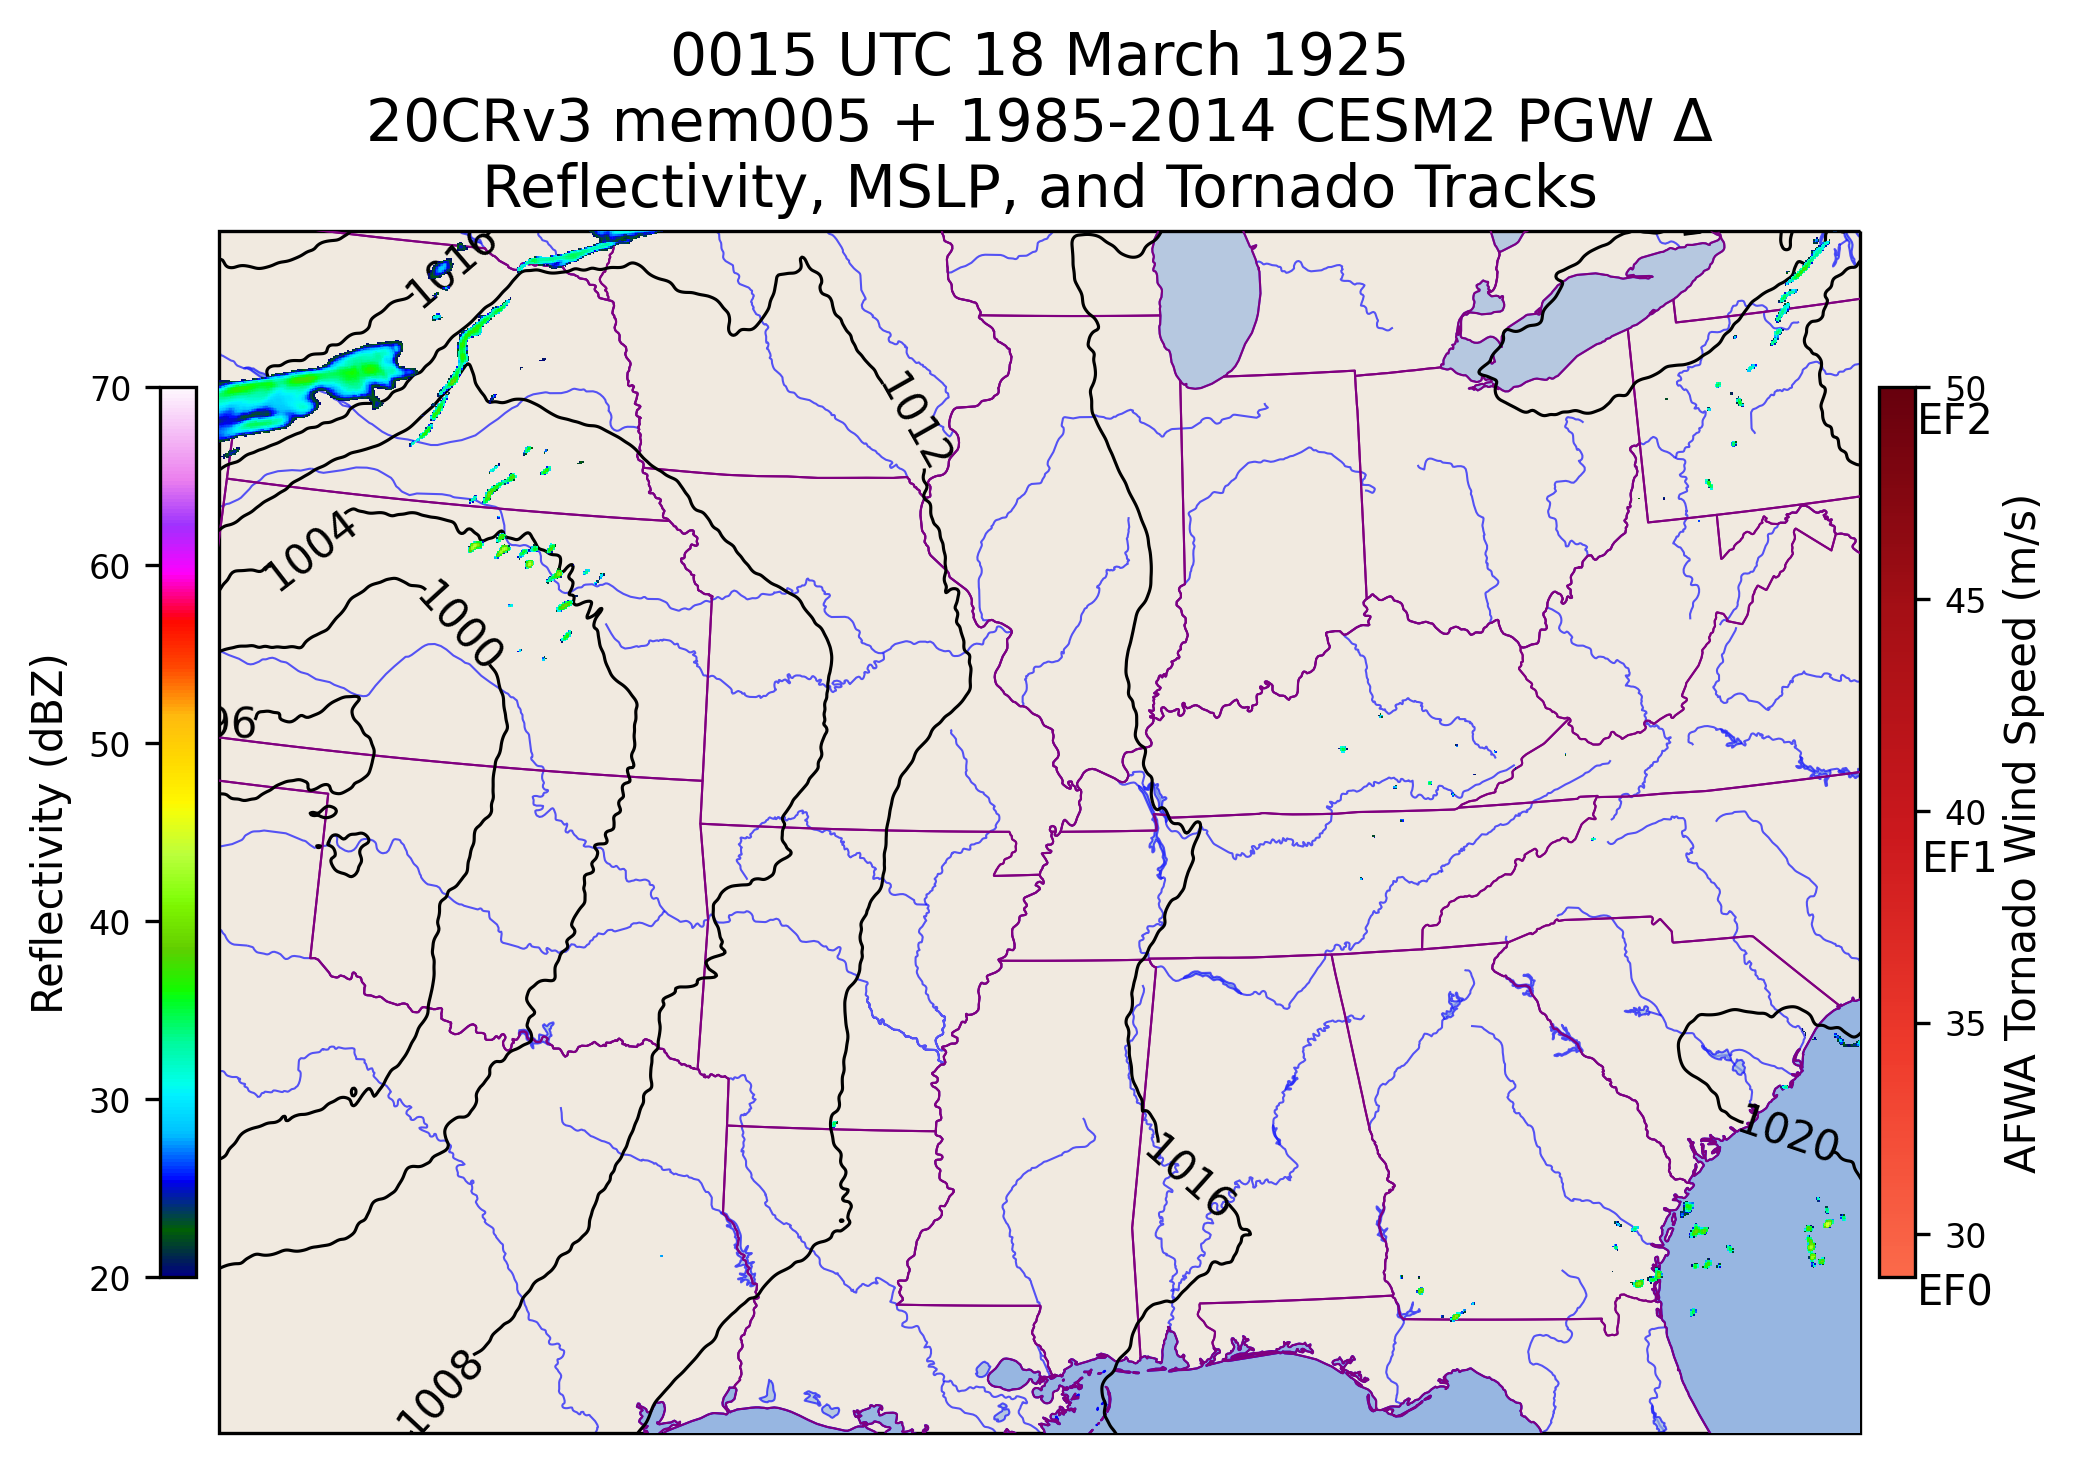 0015 UTC 18 March 1925
20CRv3 mem005 + 1985-2014 CESM2 PGW Δ
Reflectivity, MSLP, and Tornado Tracks
1016
1012
1004
1000
96
1016
1020
1008
70
60
50
40
30
20
Reflectivity (dBZ)
50
EF2
45
40
EF1
35
30
EF0
AFWA Tornado Wind Speed (m/s)